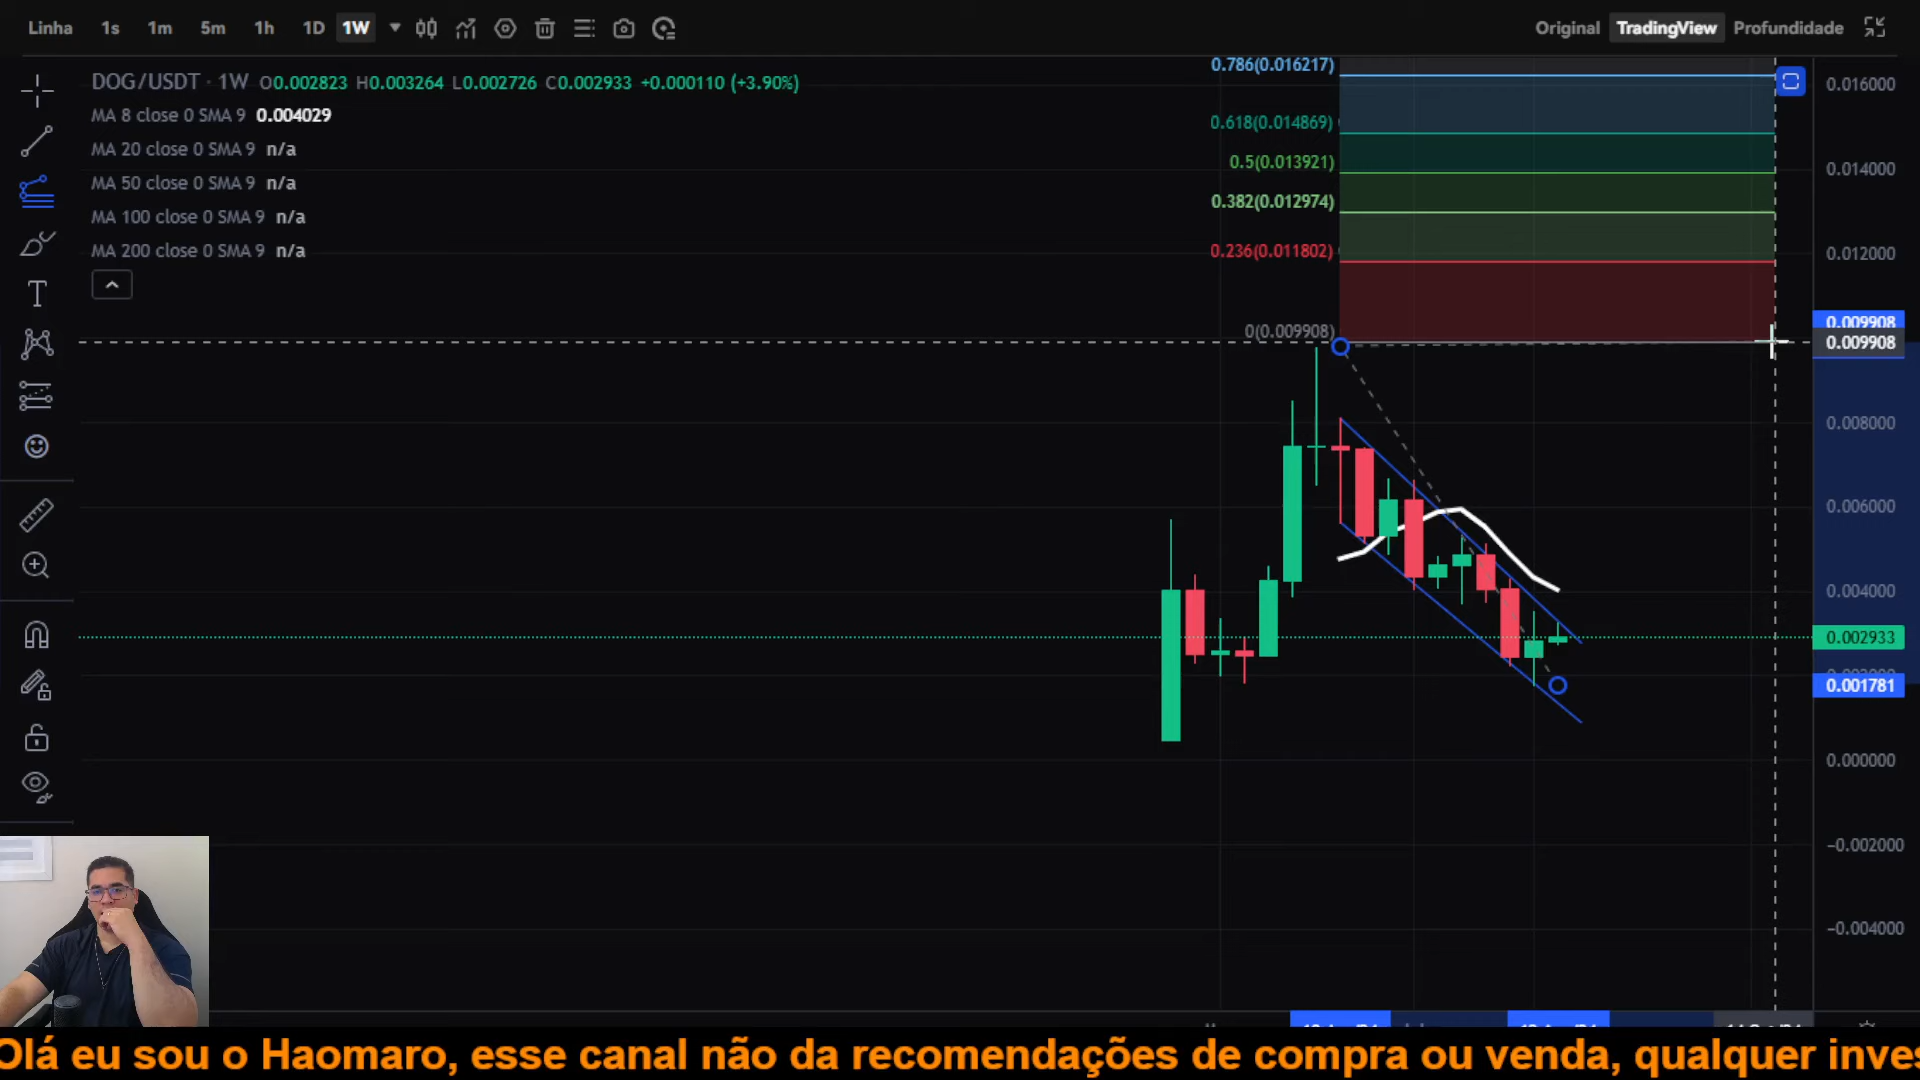 Linha 1s 1m 5m 1h 1D 1W Original TradingView Profundidade
DOG/USDT · 1W O0.002823 H0.003264 L0.002726 C0.002933 +0.000110 (+3.90%)
MA 8 close 0 SMA 9 0.004029
MA 20 close 0 SMA 9 n/a
MA 50 close 0 SMA 9 n/a
MA 100 close 0 SMA 9 n/a
MA 200 close 0 SMA 9 n/a
0.786(0.016217)
0.618(0.014869)
0.5(0.013921)
0.382(0.012974)
0.236(0.011802)
0(0.009908)
0.016000
0.014000
0.012000
0.009908
0.009908
0.008000
0.006000
0.004000
0.002933
0.001781
0.000000
−0.002000
−0.004000
Olá eu sou o Haomaro, esse canal não da recomendações de compra ou venda, qualquer